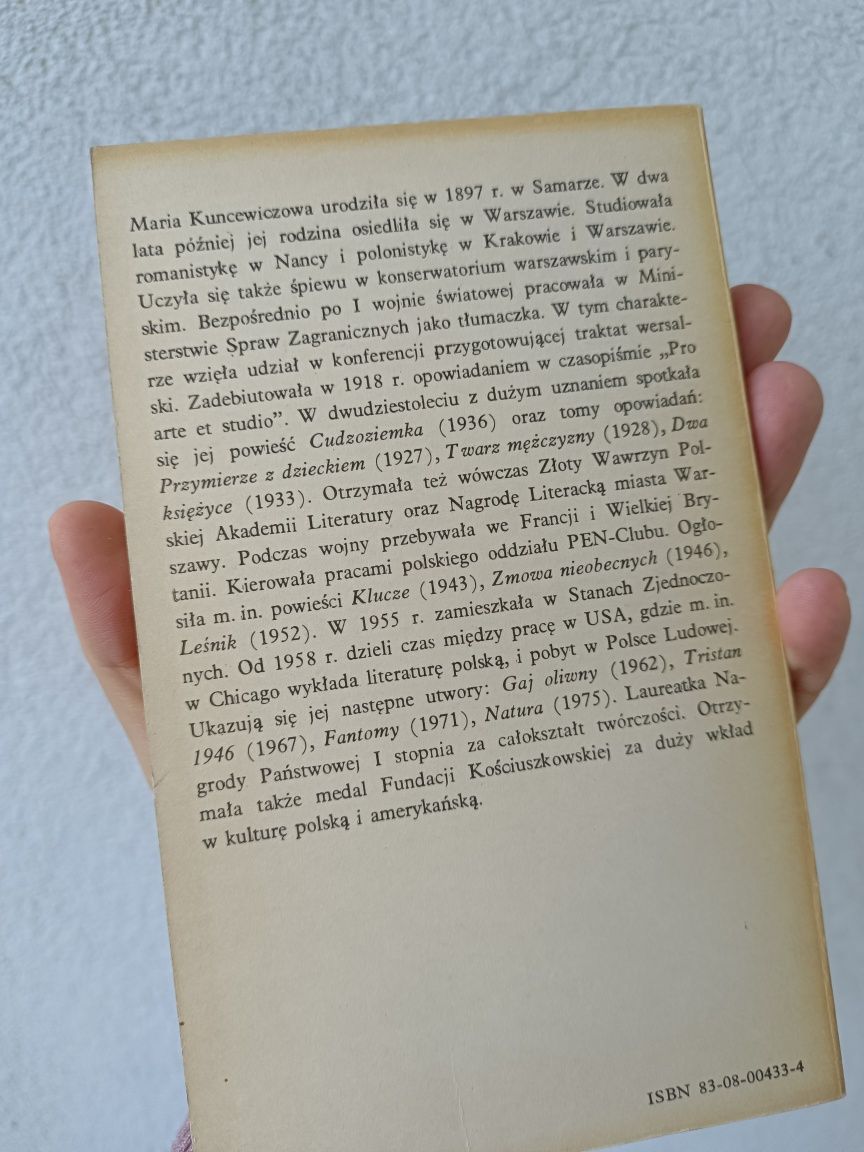 Maria Kuncewiczowa urodziła się w 1897 r. w Samarze. W dwa
lata później jej rodzina osiedliła się w Warszawie. Studiowała
romanistykę w Nancy i polonistykę w Krakowie i Warszawie.
Uczyła się także śpiewu w konserwatorium warszawskim i pary-
skim. Bezpośrednio po I wojnie światowej pracowała w Mini-
sterstwie Spraw Zagranicznych jako tłumaczka. W tym charakte-
rze wzięła udział w konferencji przygotowującej traktat wersal-
ski. Zadebiutowała w 1918 r. opowiadaniem w czasopiśmie „Pro
arte et studio”. W dwudziestoleciu z dużym uznaniem spotkała
się jej powieść Cudzoziemka (1936) oraz tomy opowiadań:
Przymierze z dzieckiem (1927), Twarz mężczyzny (1928), Dwa
księżyce (1933). Otrzymała też wówczas Złoty Wawrzyn Pol-
skiej Akademii Literatury oraz Nagrodę Literacką miasta War-
szawy. Podczas wojny przebywała we Francji i Wielkiej Bry-
tanii. Kierowała pracami polskiego oddziału PEN-Clubu. Ogło-
siła m. in. powieści Klucze (1943), Zmowa nieobecnych (1946),
Leśnik (1952). W 1955 r. zamieszkała w Stanach Zjednoczo-
nych. Od 1958 r. dzieli czas między pracę w USA, gdzie m. in.
w Chicago wykłada literaturę polską, i pobyt w Polsce Ludowej.
Ukazują się jej następne utwory: Gaj oliwny (1962), Tristan
1946 (1967), Fantomy (1971), Natura (1975). Laureatka Na-
grody Państwowej I stopnia za całokształt twórczości. Otrzy-
mała także medal Fundacji Kościuszkowskiej za duży wkład
w kulturę polską i amerykańską.
ISBN 83-08-00433-4